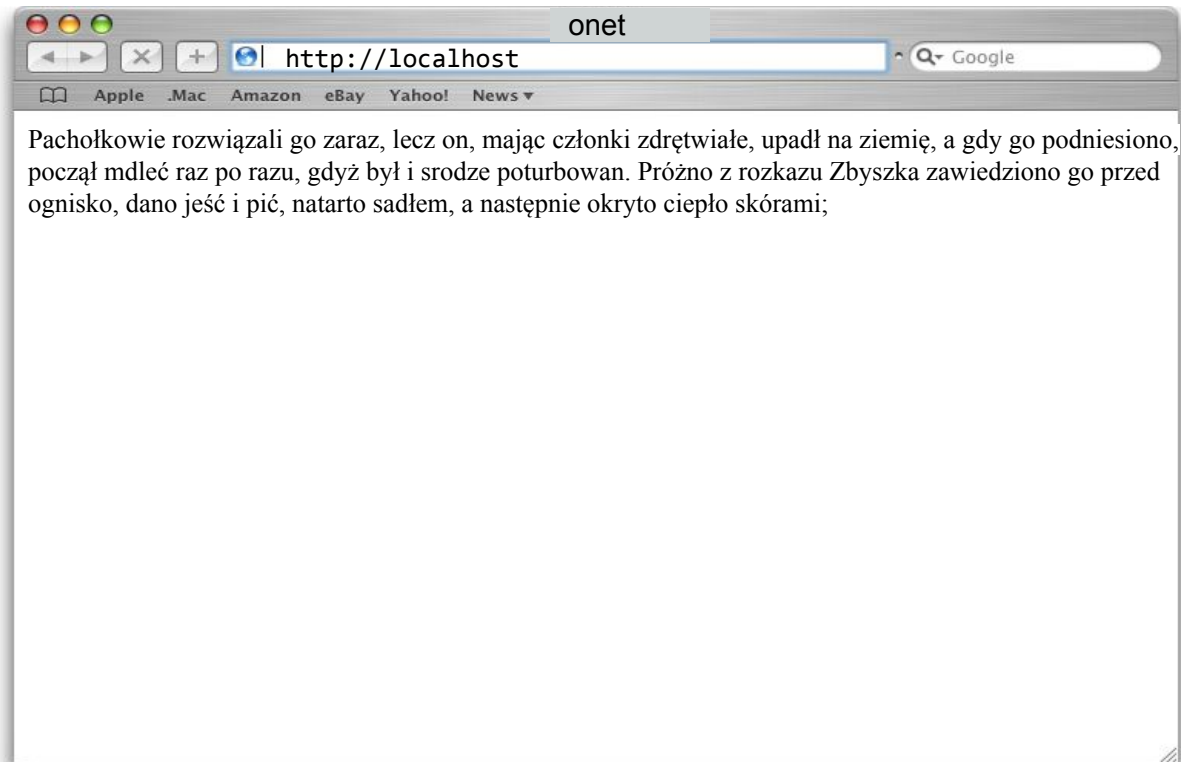 onet
http://localhost
Google
Apple .Mac Amazon eBay Yahoo! News
Pachołkowie rozwiązali go zaraz, lecz on, mając członki zdrętwiałe, upadł na ziemię, a gdy go podniesiono,
począł mdleć raz po razu, gdyż był i srodze poturbowan. Próżno z rozkazu Zbyszka zawiedziono go przed
ognisko, dano jeść i pić, natarto sadłem, a następnie okryto ciepło skórami;